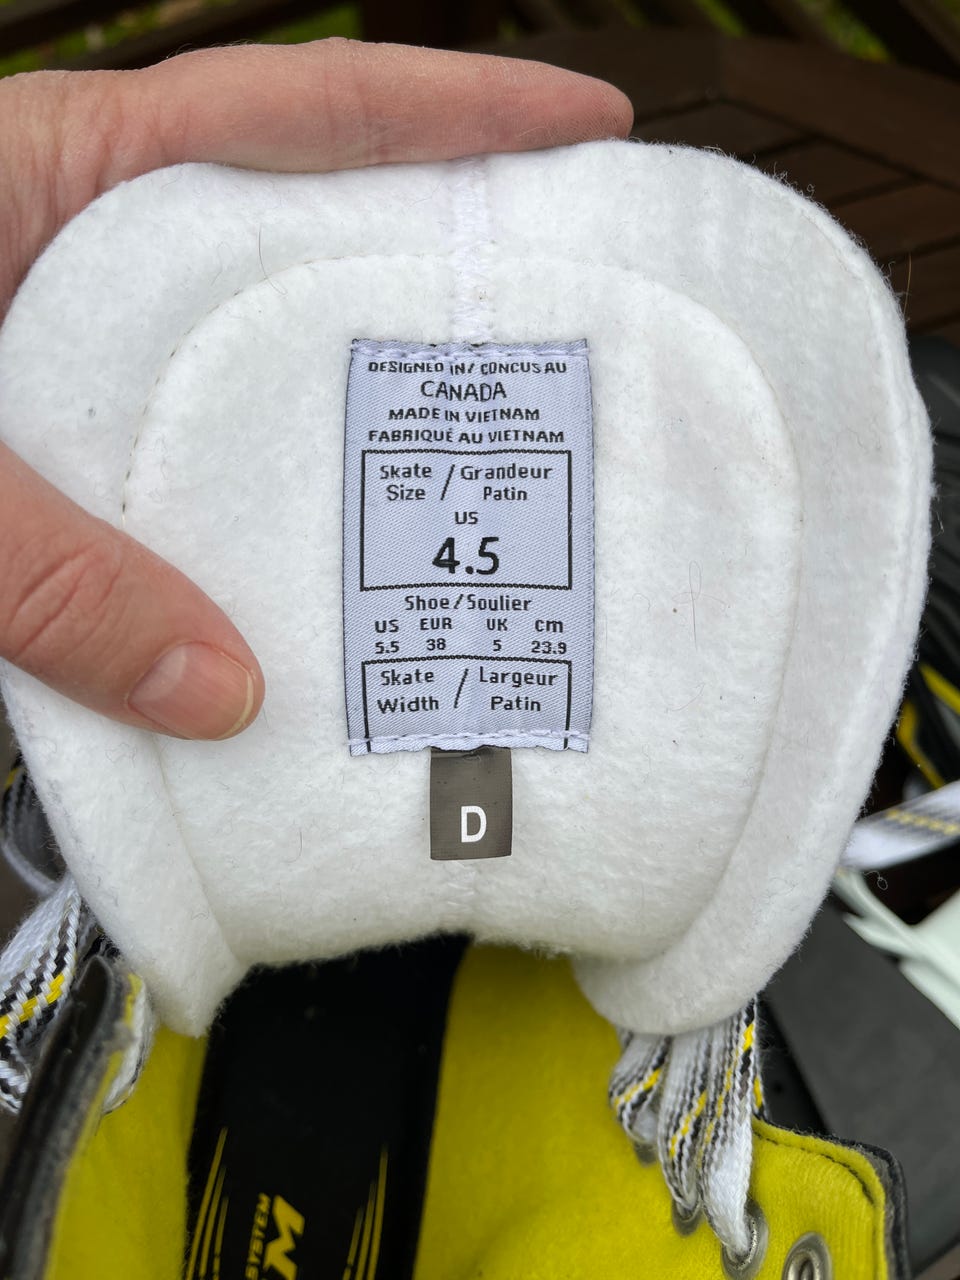 DESIGNED IN/ CONCUS AU
CANADA
MADE IN VIETNAM
FABRIQUÉ AU VIETNAM
Skate / Grandeur
Size / Patin
US
4.5
Shoe/Soulier
US EUR UK cm
5.5 38 5 23.9
Skate / Largeur
Width / Patin
D
SYSTEM
M